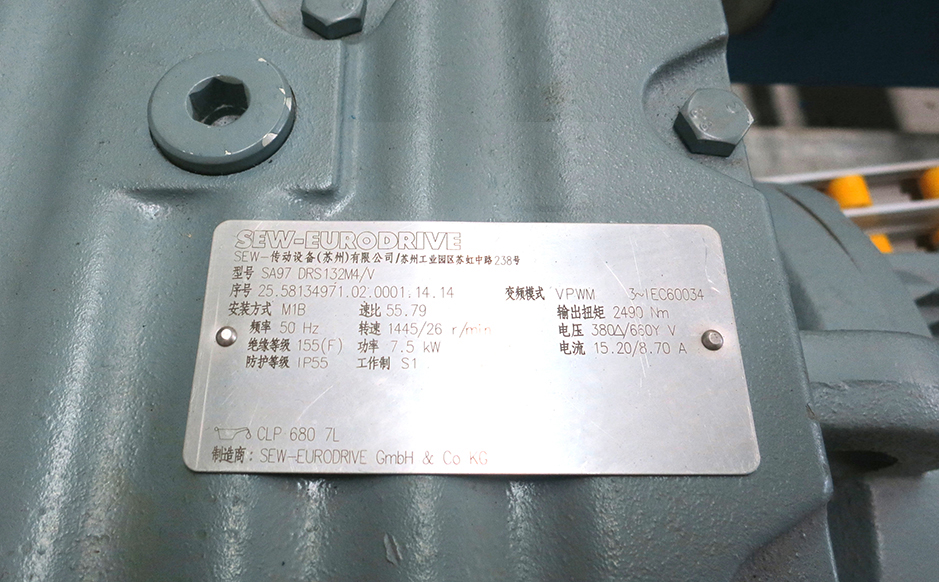 SEW-EURODRIVE
SEW-传动设备(苏州)有限公司/苏州工业园区苏虹中路238号
型号 SA97 DRS132M4/V
序号 25.58134971.02.0001.14.14 变频模式 VPWM 3~IEC60034
安装方式 M1B 速比 55.79 输出扭矩 2490 Nm
频率 50 Hz 转速 1445/26 r/min 电压 380△/660Y V
绝缘等级 155(F) 功率 7.5 kW 电流 15.20/8.70 A
防护等级 IP55 工作制 S1
CLP 680 7L
制造商: SEW-EURODRIVE GmbH & Co KG